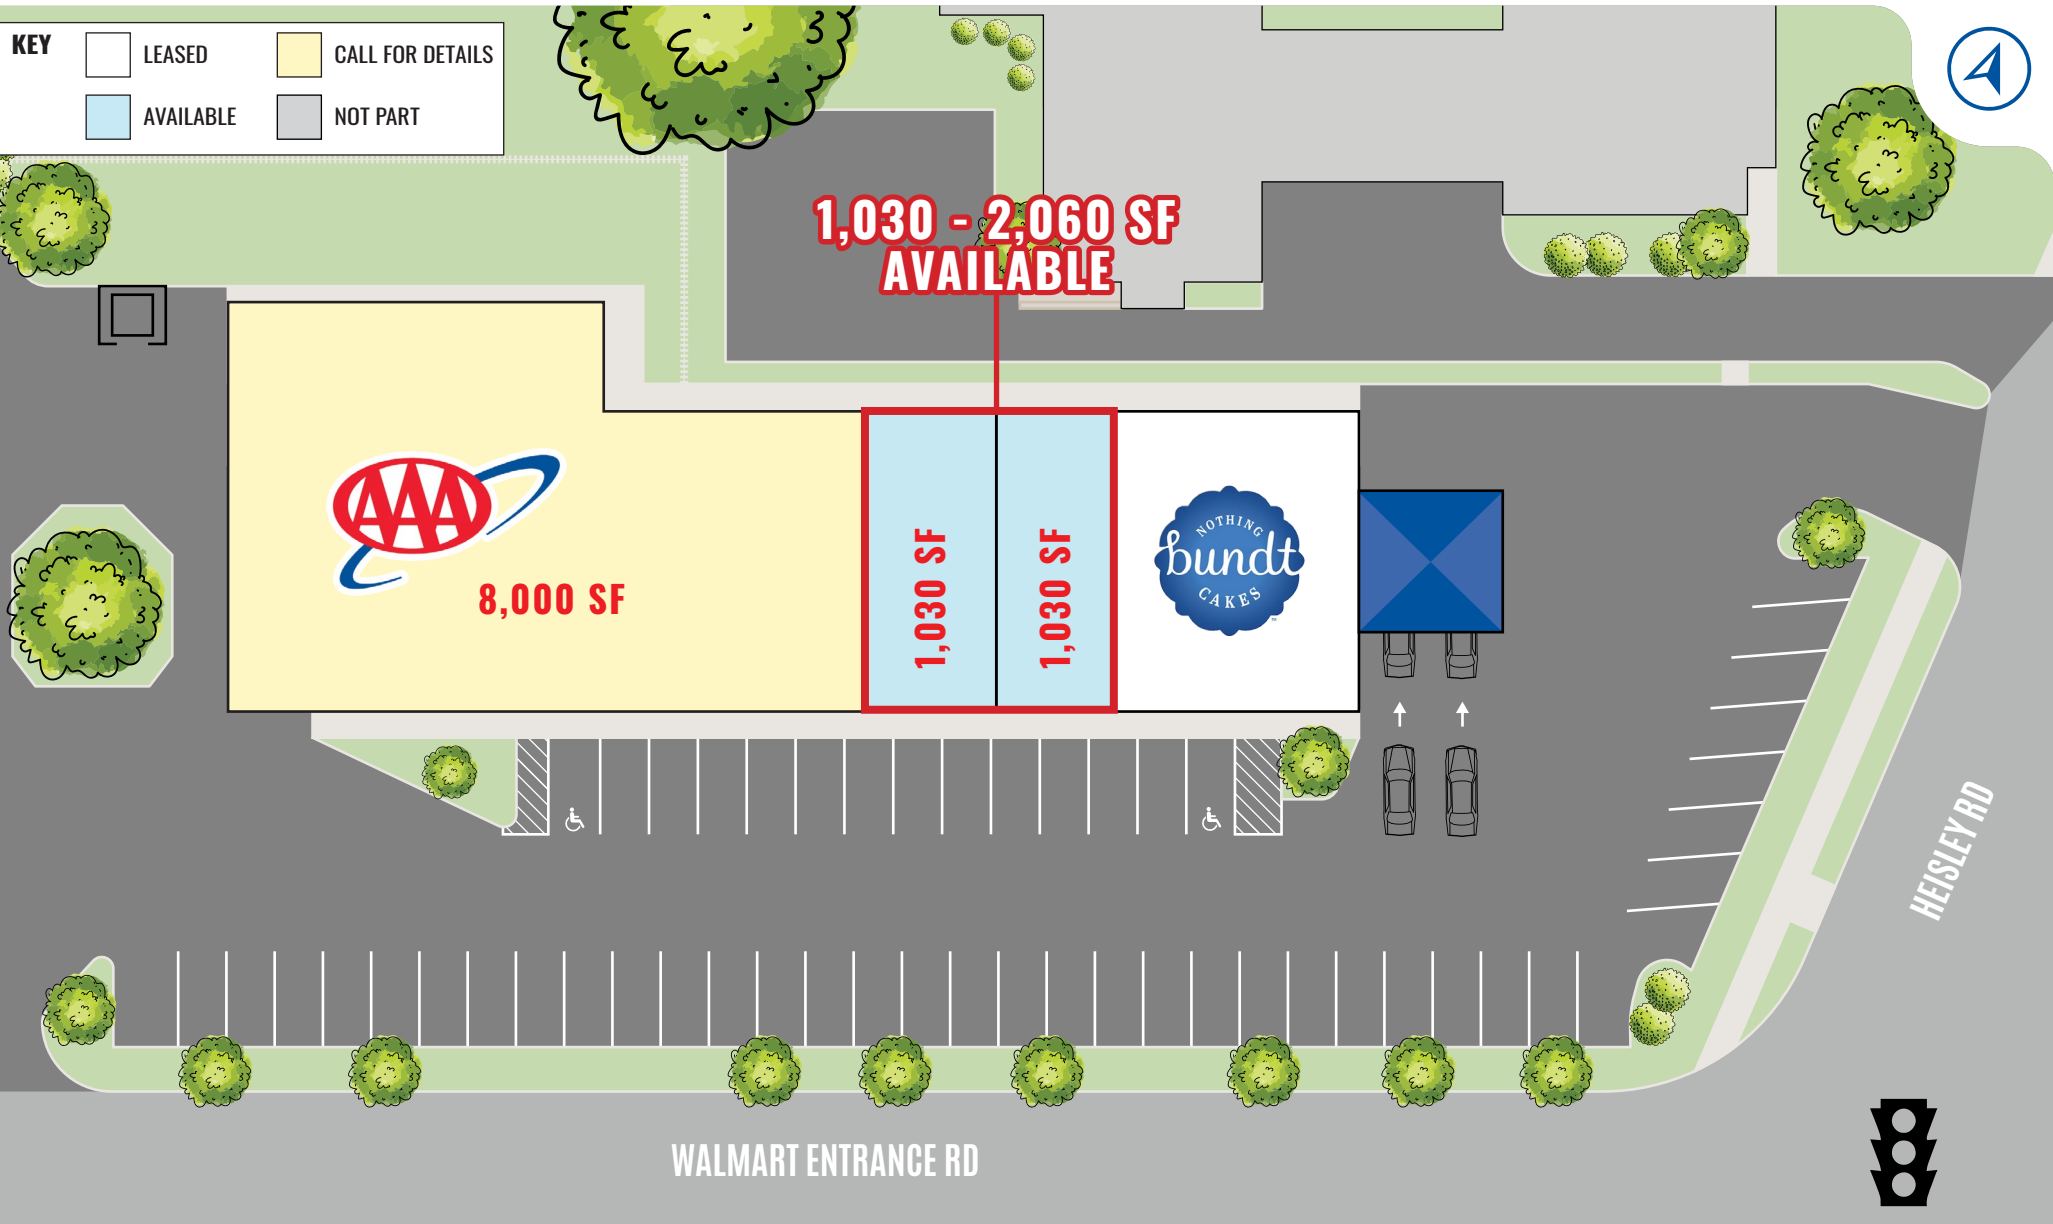 KEY
LEASED
CALL FOR DETAILS
AVAILABLE
NOT PART
1,030 - 2,060 SF
AVAILABLE
AAA
8,000 SF
1,030 SF
1,030 SF
NOTHING
bundt
CAKES
HEISLEY RD
WALMART ENTRANCE RD